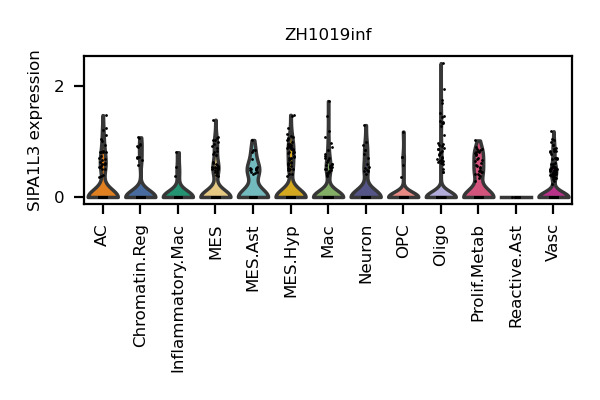 ZH1019inf
SIPA1L3 expression
2
0
AC
Chromatin.Reg
Inflammatory.Mac
MES
MES.Ast
MES.Hyp
Mac
Neuron
OPC
Oligo
Prolif.Metab
Reactive.Ast
Vasc